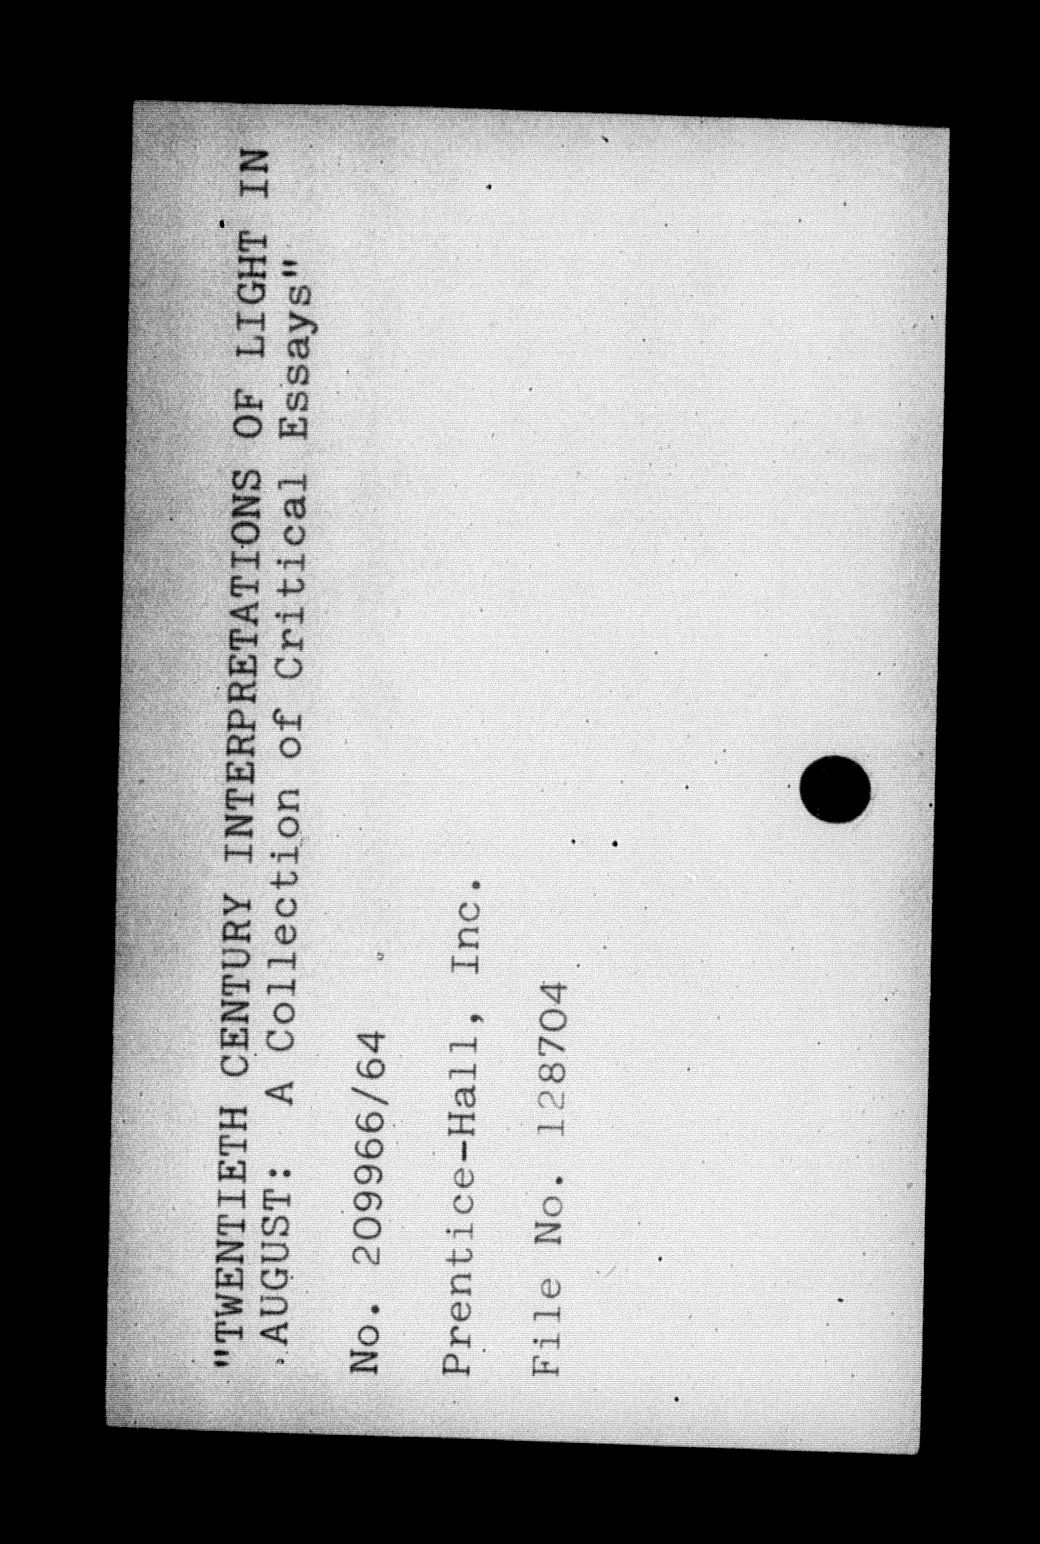 "TWENTIETH CENTURY INTERPRETATIONS OF LIGHT IN
AUGUST: A Collection of Critical Essays"
No. 209966/64
Prentice-Hall, Inc.
File No. 128704